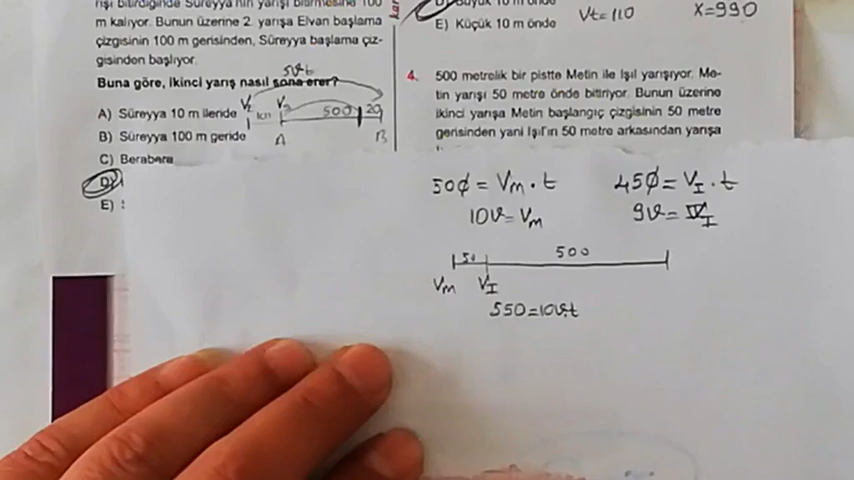 rışı bitirdiğinde Süreyya'nın yarışı bitirmesine 100
m kalıyor. Bunun üzerine 2. yarışa Elvan başlama
çizgisinin 100 m gerisinden, Süreyya başlama çiz-
gisinden başlıyor.
Buna göre, ikinci yarış nasıl sona erer?
A) Süreyya 10 m ileride
B) Süreyya 100 m geride
C) Berabere
D)
E)
500
A
B
E) Küçük 10 m önde
Vt=110
x=990
4. 500 metrelik bir pistte Metin ile Işıl yarışıyor. Me-
tin yarışı 50 metre önde bitiriyor. Bunun üzerine
ikinci yarışa Metin başlangıç çizgisinin 50 metre
gerisinden yani Işıl'ın 50 metre arkasından yarışa
500 = Vm . t
450 = VI . t
10v = Vm
9v = VI
50 500
Vm VI
550=10v.t